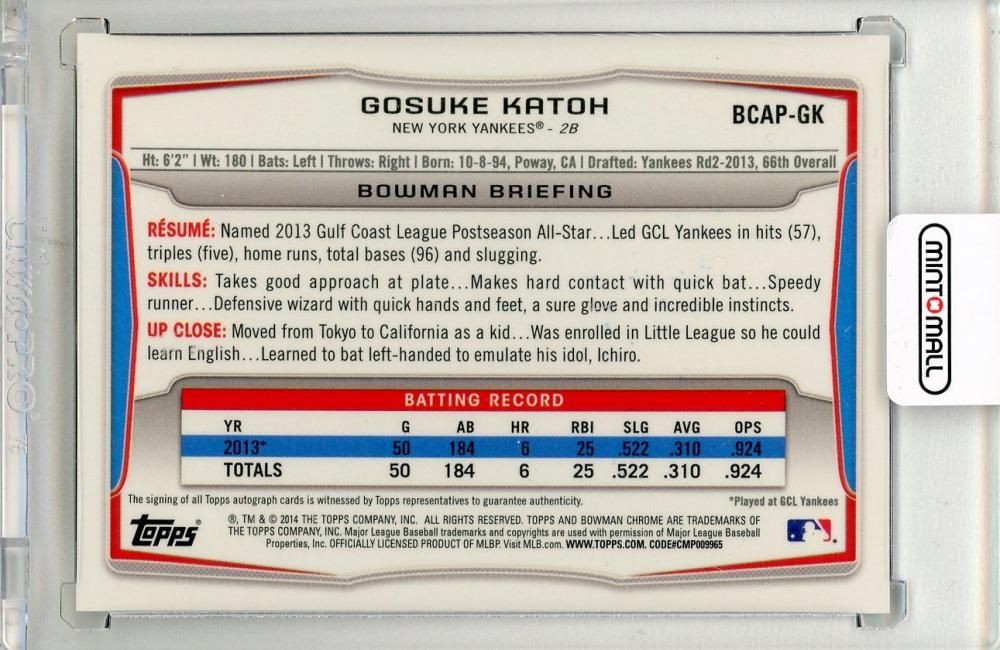 GOSUKE KATOH
NEW YORK YANKEES® - 2B
BCAP-GK
Ht: 6'2" | Wt: 180 | Bats: Left | Throws: Right | Born: 10-8-94, Poway, CA | Drafted: Yankees Rd2-2013, 66th Overall
BOWMAN BRIEFING
RÉSUMÉ: Named 2013 Gulf Coast League Postseason All-Star...Led GCL Yankees in hits (57),
triples (five), home runs, total bases (96) and slugging.
SKILLS: Takes good approach at plate...Makes hard contact with quick bat...Speedy
runner...Defensive wizard with quick hands and feet, a sure glove and incredible instincts.
UP CLOSE: Moved from Tokyo to California as a kid...Was enrolled in Little League so he could
learn English...Learned to bat left-handed to emulate his idol, Ichiro.
BATTING RECORD
YR G AB HR RBI SLG AVG OPS
2013* 50 184 6 25 .522 .310 .924
TOTALS 50 184 6 25 .522 .310 .924
The signing of all Topps autograph cards is witnessed by Topps representatives to guarantee authenticity.
*Played at GCL Yankees
Topps®
®, TM & © 2014 THE TOPPS COMPANY, INC. ALL RIGHTS RESERVED. TOPPS AND BOWMAN CHROME ARE TRADEMARKS OF
THE TOPPS COMPANY, INC. Major League Baseball trademarks and copyrights are used with permission of Major League Baseball
Properties, Inc. OFFICIALLY LICENSED PRODUCT OF MLBP. Visit MLB.com. WWW.TOPPS.COM. CODE#CMP009965
MINTOMALL